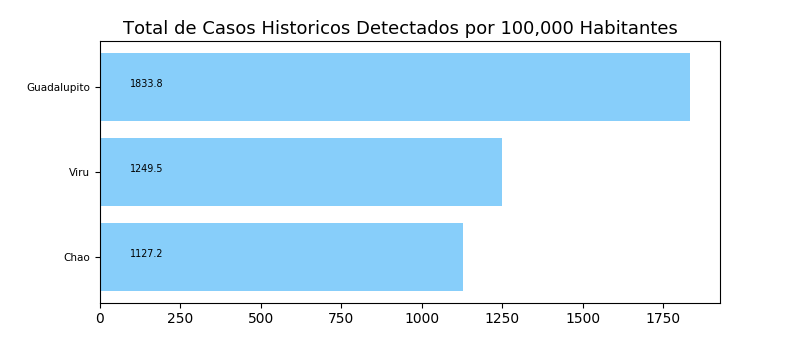 Total de Casos Historicos Detectados por 100,000 Habitantes
Guadalupito 1833.8
Viru 1249.5
Chao 1127.2
0 250 500 750 1000 1250 1500 1750